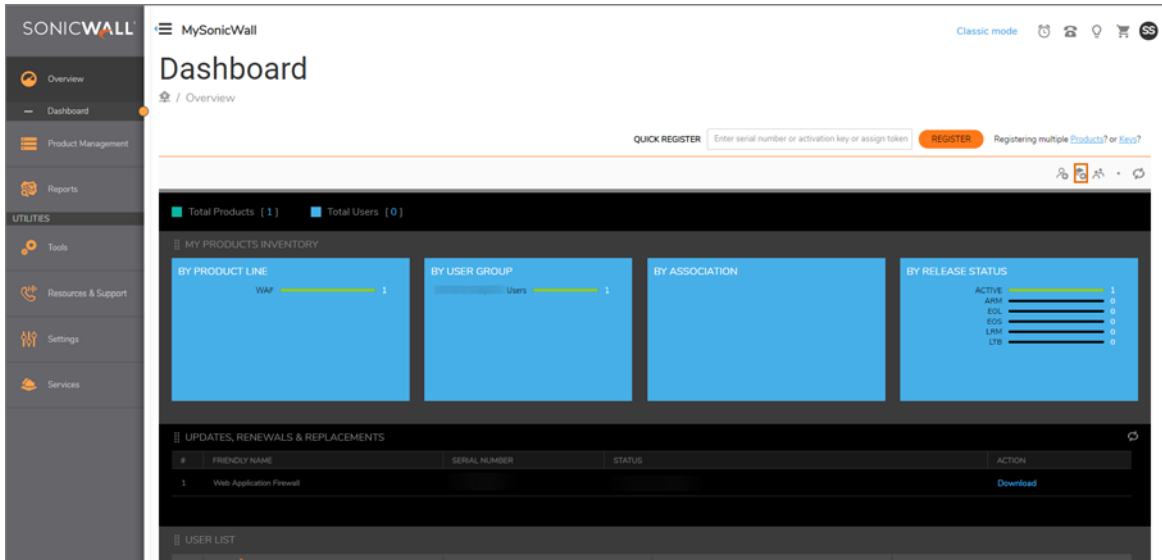 SONICWALL
MySonicWall
Classic mode
SS
Overview
Dashboard
Product Management
Reports
UTILITIES
Tools
Resources & Support
Settings
Services
Dashboard
/ Overview
QUICK REGISTER Enter serial number or activation key or assign token REGISTER Registering multiple Products? or Keys?
Total Products [ 1 ] Total Users [ 0 ]
MY PRODUCTS INVENTORY
BY PRODUCT LINE
WAF 1
BY USER GROUP
Users 1
BY ASSOCIATION
BY RELEASE STATUS
ACTIVE 1
ARM 0
EOL 0
EOS 0
LRM 0
LTB 0
UPDATES, RENEWALS & REPLACEMENTS
# FRIENDLY NAME SERIAL NUMBER STATUS ACTION
1 Web Application Firewall Download
USER LIST